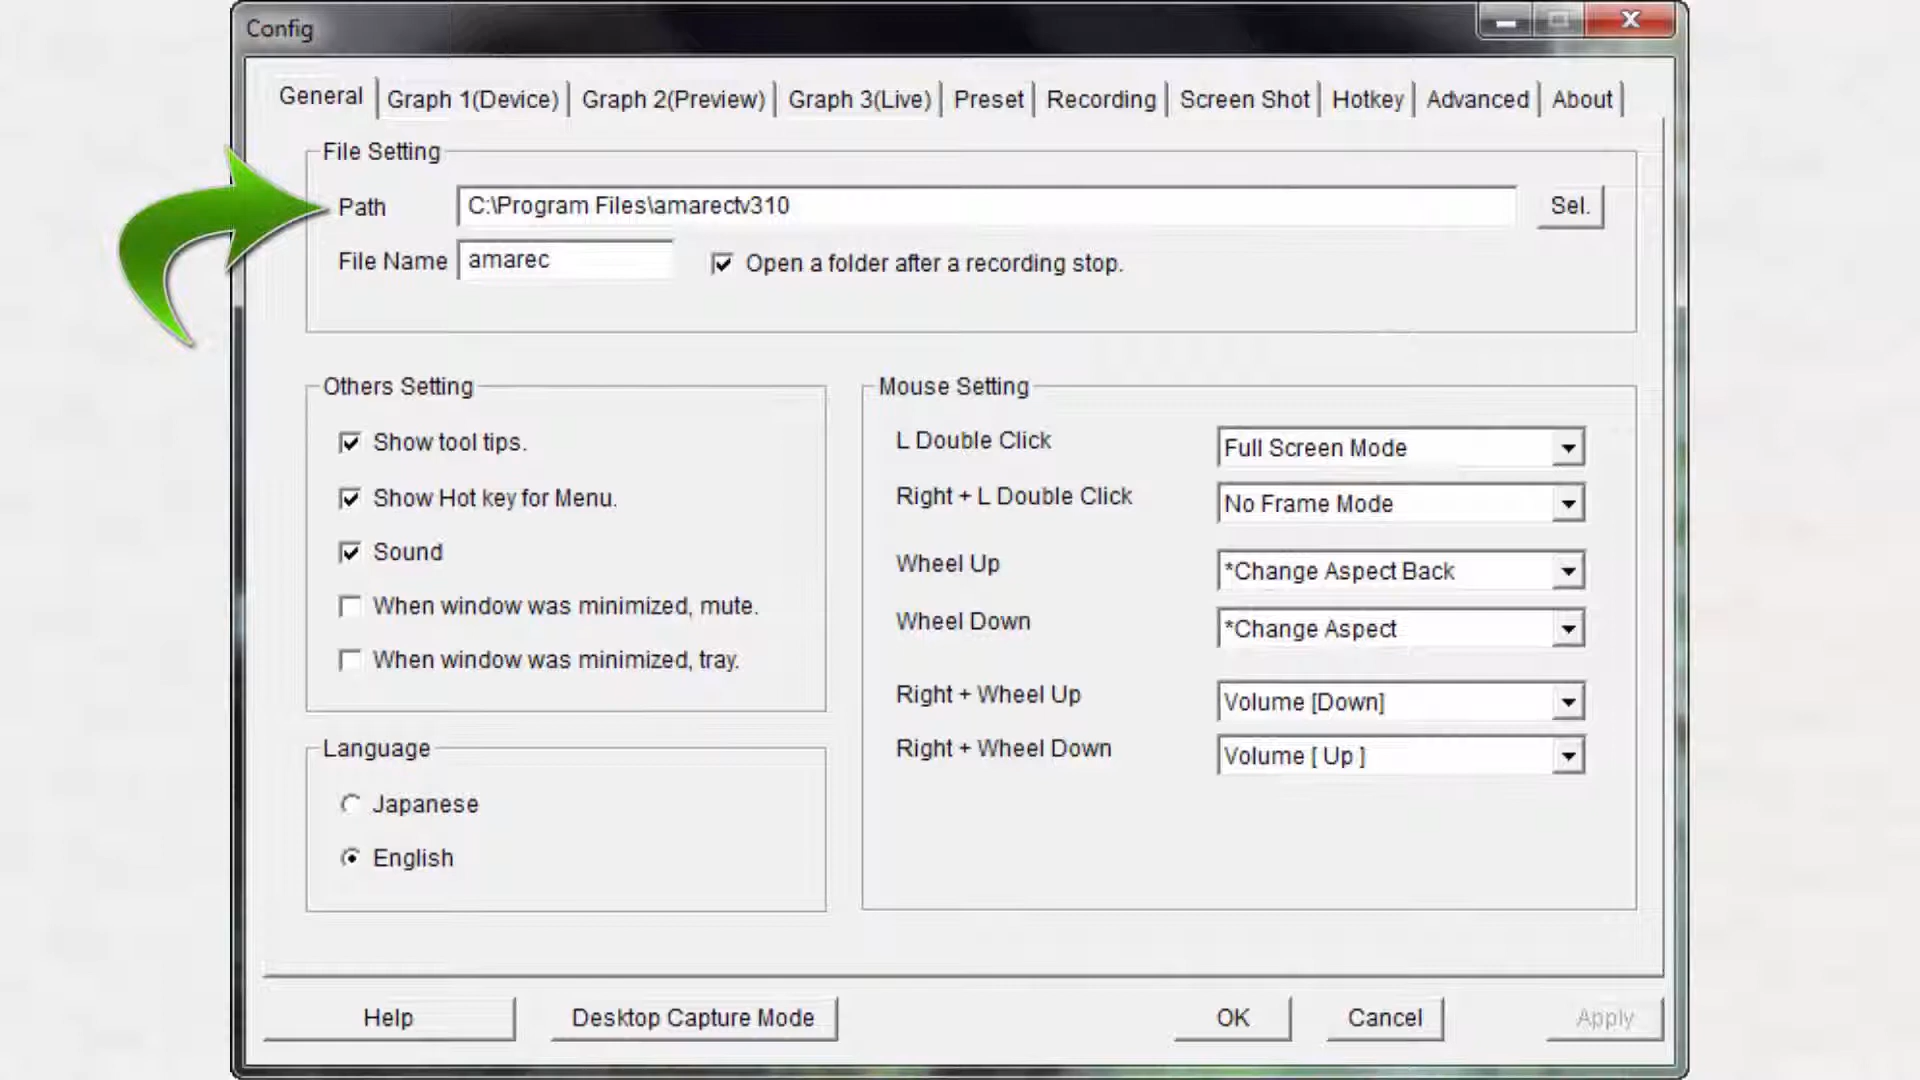 Config
General Graph 1(Device) Graph 2(Preview) Graph 3(Live) Preset Recording Screen Shot Hotkey Advanced About
File Setting
Path C:\Program Files\amarectv310 Sel.
File Name amarec Open a folder after a recording stop.
Others Setting
Show tool tips.
Show Hot key for Menu.
Sound
When window was minimized, mute.
When window was minimized, tray.
Language
Japanese
English
Mouse Setting
L Double Click Full Screen Mode
Right + L Double Click No Frame Mode
Wheel Up *Change Aspect Back
Wheel Down *Change Aspect
Right + Wheel Up Volume [Down]
Right + Wheel Down Volume [ Up ]
Help Desktop Capture Mode OK Cancel Apply